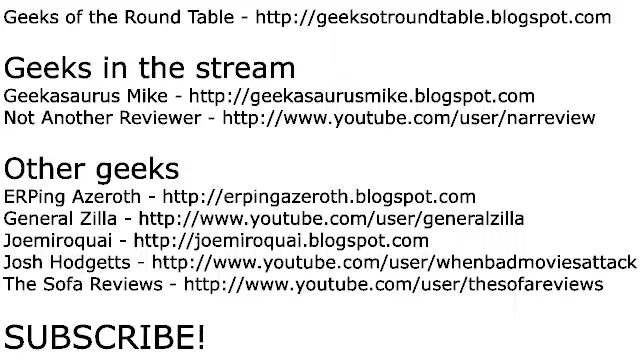 Geeks of the Round Table - http://geeksotroundtable.blogspot.com
Geeks in the stream
Geekasaurus Mike - http://geekasaurusmike.blogspot.com
Not Another Reviewer - http://www.youtube.com/user/narreview
Other geeks
ERPing Azeroth - http://erpingazeroth.blogspot.com
General Zilla - http://www.youtube.com/user/generalzilla
Joemiroquai - http://joemiroquai.blogspot.com
Josh Hodgetts - http://www.youtube.com/user/whenbadmoviesattack
The Sofa Reviews - http://www.youtube.com/user/thesofareviews
SUBSCRIBE!